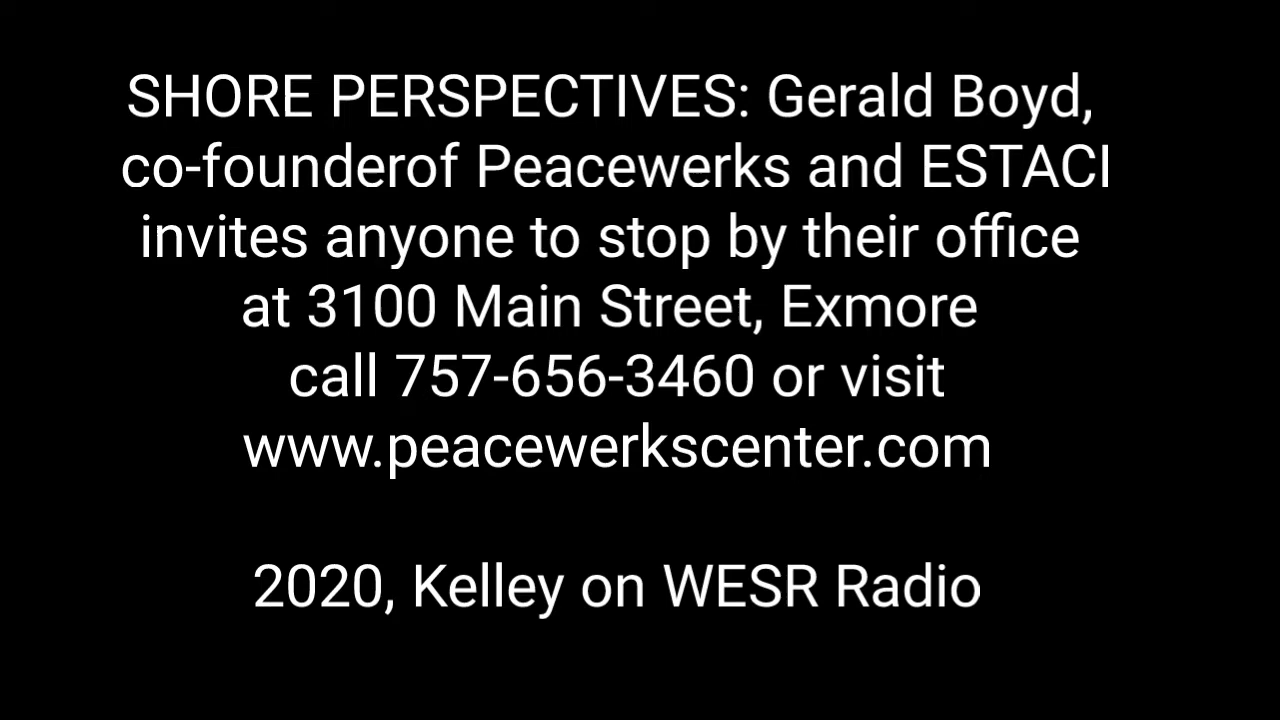 SHORE PERSPECTIVES: Gerald Boyd,
co-founderof Peacewerks and ESTACI
invites anyone to stop by their office
at 3100 Main Street, Exmore
call 757-656-3460 or visit
www.peacewerkscenter.com
2020, Kelley on WESR Radio